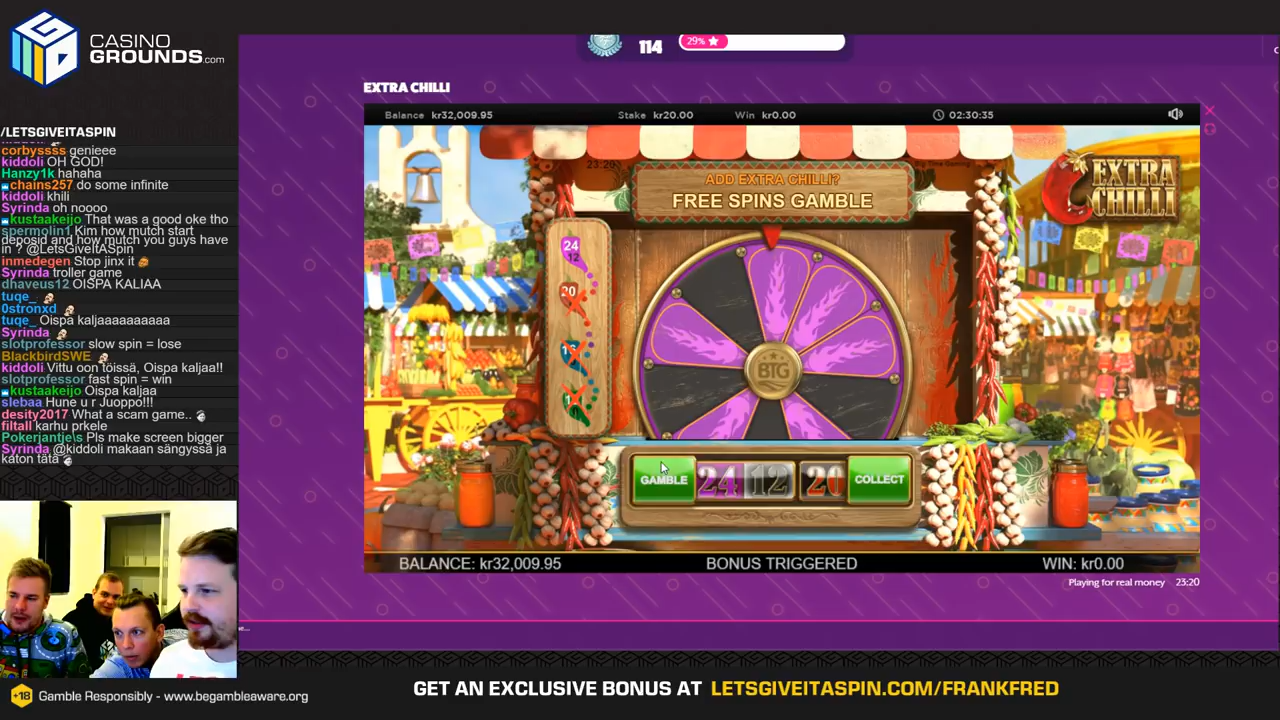 CASINO
GROUNDS.com
/LETSGIVEITASPIN
corbyssss genieee
kiddoli OH GOD!
Hanzy1k hahaha
chains257 do some infinite
kiddoli khili
Syrinda oh noooo
kustaakeijo That was a good oke tho
spermolin1 Kim how mutch start
deposid and how mutch you guys have
in ? @LetsGiveItASpin
inmedegen Stop jinx it
Syrinda troller game
dhaveus12 OISPA KALIAA
tuqe_
0stronxd
tuqe_ Oispa kaljaaaaaaaaaa
Syrinda
slotprofessor slow spin = lose
BlackbirdSWE
kiddoli Vittu oon töissä, Oispa kaljaa!!
slotprofessor fast spin = win
kustaakeijo Oispa kaljaa
slebaa Hune u r Juoppo!!!
desity2017 What a scam game..
filtall karhu prkele
Pokerjantje\s Pls make screen bigger
Syrinda @kiddoli makaan sängyssä ja
katon tätä
+18 Gamble Responsibly - www.begambleaware.org
114
29%
EXTRA CHILLI
Balance kr32,009.95 Stake kr20.00 Win kr0.00 02:30:35
23:20
ADD EXTRA CHILLI?
FREE SPINS GAMBLE
EXTRA
CHILLI
24
12
20
BTG
GAMBLE 24 12 20 COLLECT
BALANCE: kr32,009.95 BONUS TRIGGERED WIN: kr0.00
Playing for real money 23:20
GET AN EXCLUSIVE BONUS AT LETSGIVEITASPIN.COM/FRANKFRED